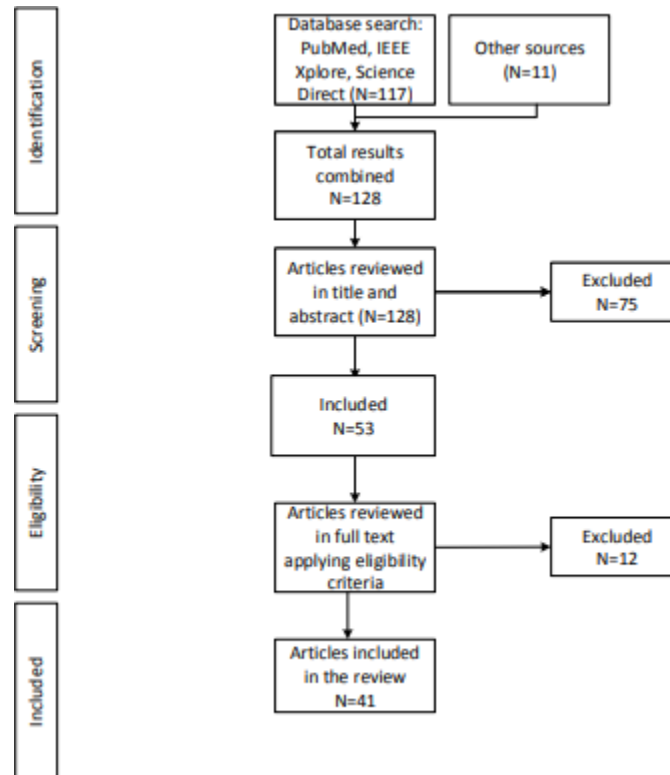 Identification
Database search:
PubMed, IEEE
Xplore, Science
Direct (N=117)
Other sources
(N=11)
Total results
combined
N=128
Screening
Articles reviewed
in title and
abstract (N=128)
Excluded
N=75
Included
N=53
Eligibility
Articles reviewed
in full text
applying eligibility
criteria
Excluded
N=12
Included
Articles included
in the review
N=41